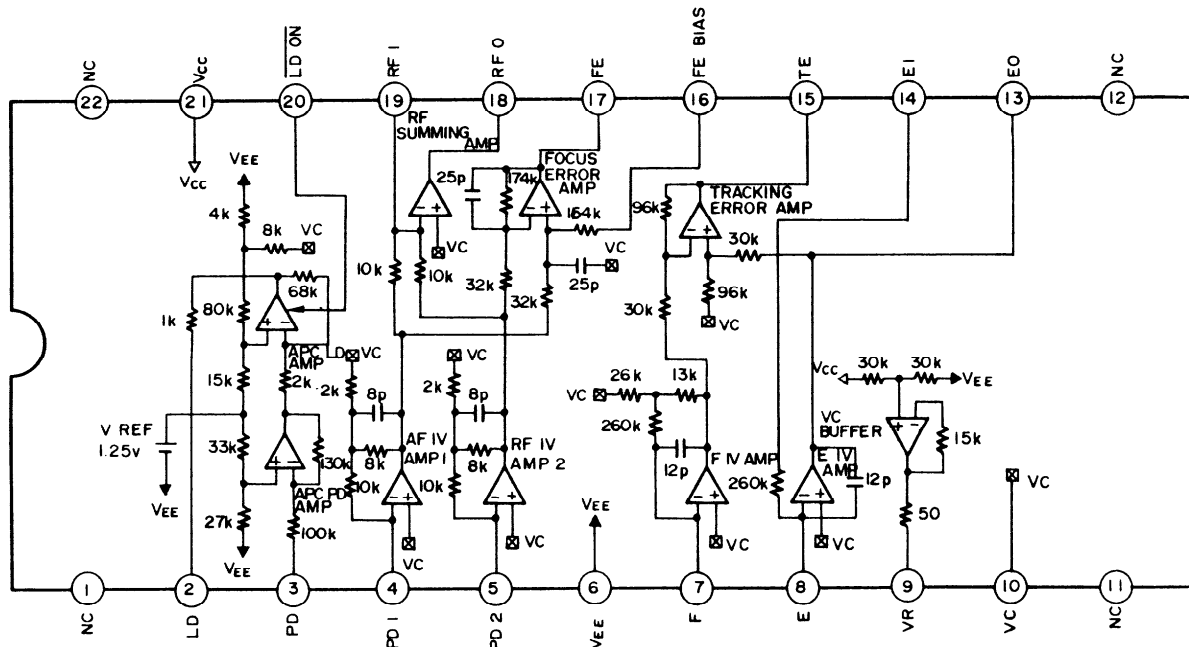 NC
Vcc
LD ON
RF I
RF O
FE
FE BIAS
TE
EI
EO
NC
22
21
20
19
18
17
16
15
14
13
12
RF
SUMMING
AMP
FOCUS
ERROR
AMP
TRACKING
ERROR AMP
VEE
Vcc
4k
8k
VC
25p
174k
164k
96k
VC
VC
30k
68k
10k
10k
32k
32k
25p
30k
96k
VC
1k
80k
APC LD
AMP
VC
VC
15k
2k
2k
8p
2k
8p
26k
13k
VC
Vcc
30k
30k
VEE
V REF
1.25v
33k
130k
8k
AF IV
AMP 1
8k
RF IV
AMP 2
260k
12p
F IV AMP
VC
BUFFER
15k
E IV
AMP
VEE
27k
APC PD
AMP
100k
10k
10k
260k
12p
VC
50
VEE
VEE
VC
VC
VC
VC
1
2
3
4
5
6
7
8
9
10
11
NC
LD
PD
PD 1
PD 2
VEE
F
E
VR
VC
NC